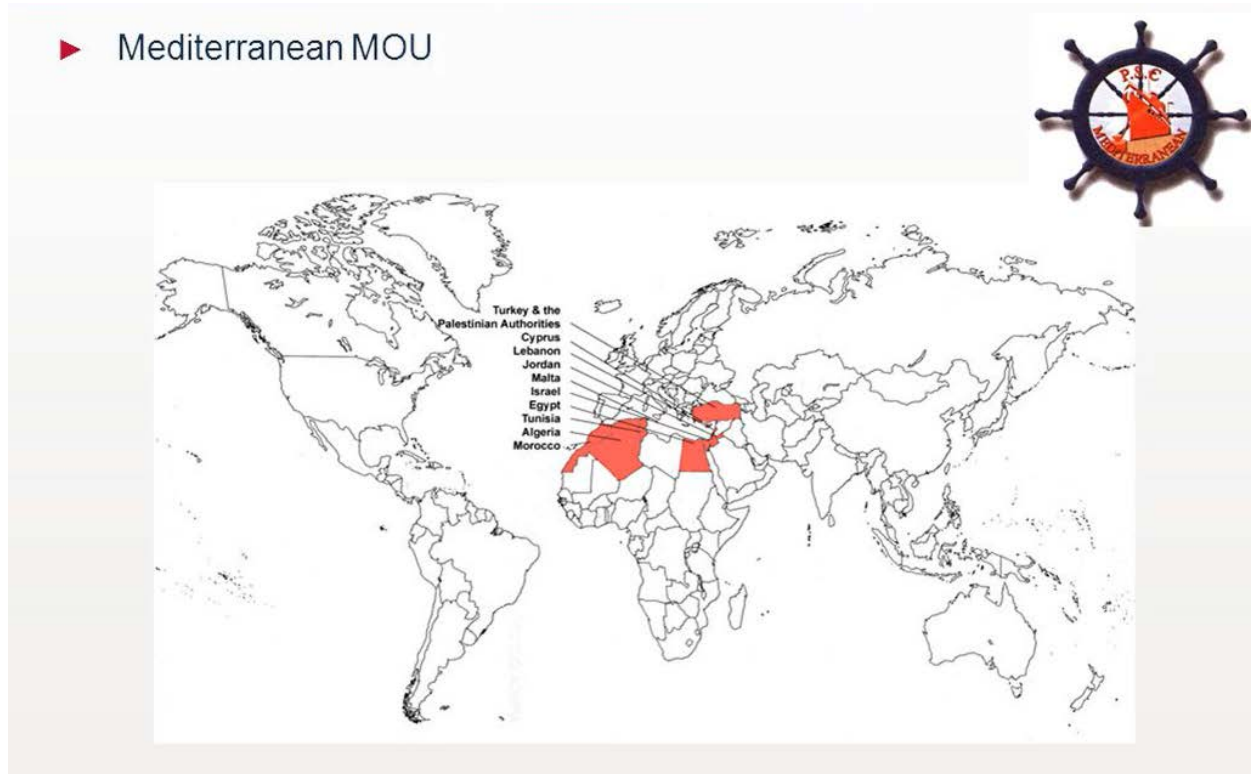 Mediterranean MOU
P.S.C
MEDITERRANEAN
Turkey & the
Palestinian Authorities
Cyprus
Lebanon
Jordan
Malta
Israel
Egypt
Tunisia
Algeria
Morocco